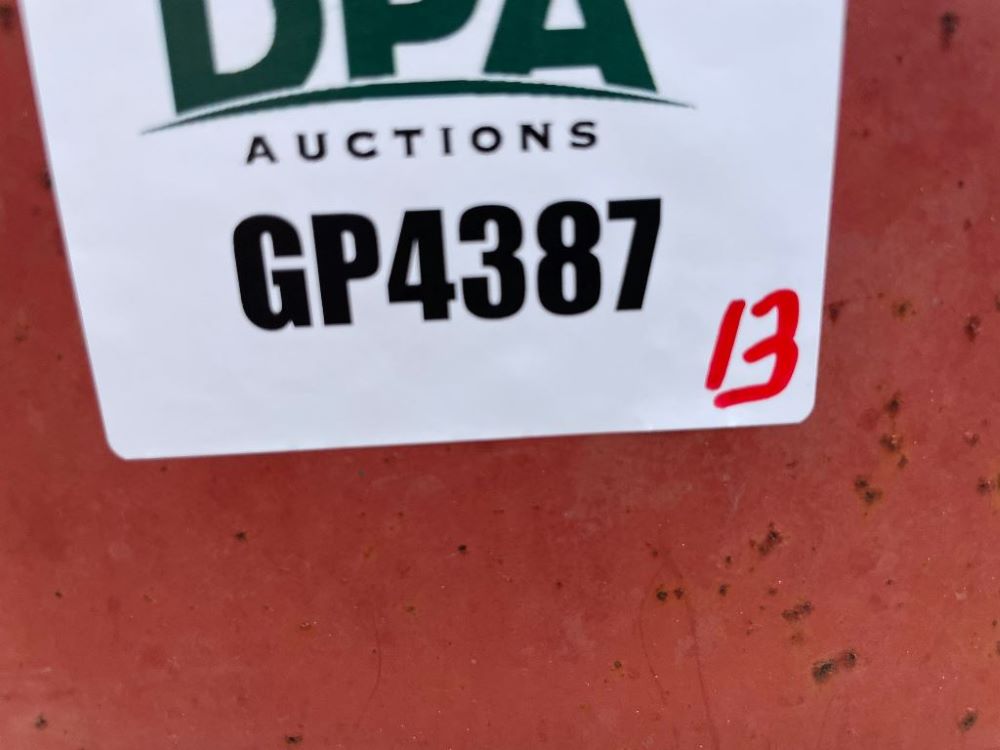 DPA
AUCTIONS
GP4387
13